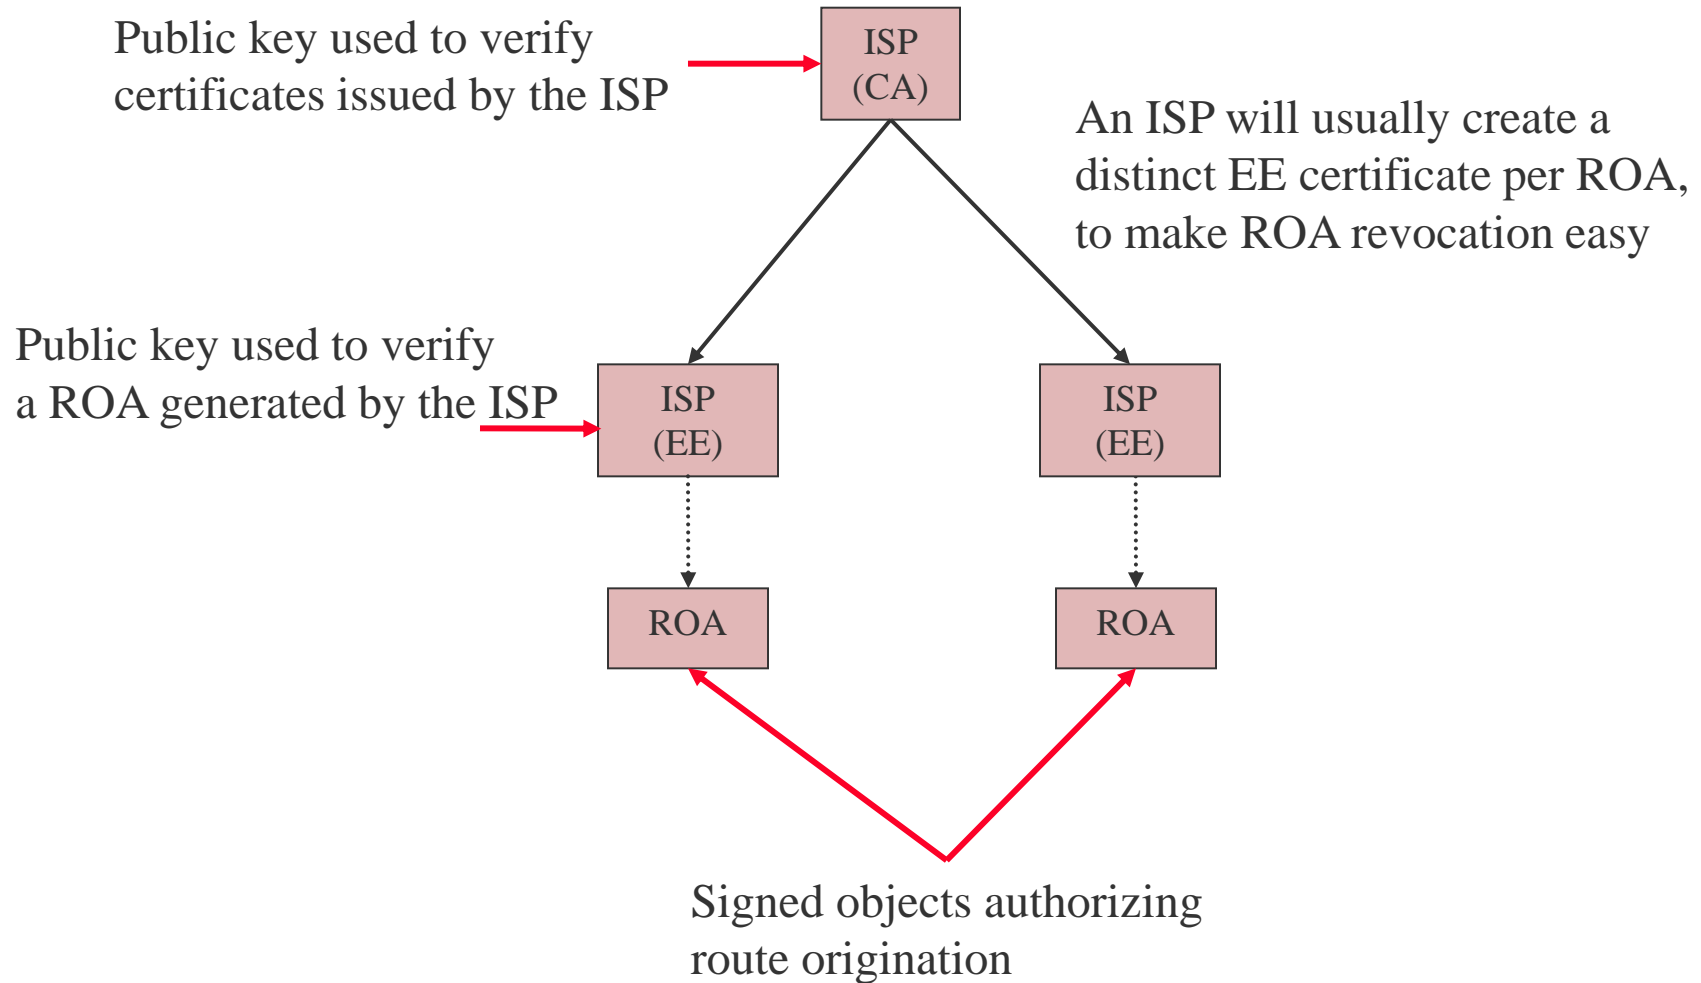 Public key used to verify
certificates issued by the ISP
ISP
(CA)
An ISP will usually create a
distinct EE certificate per ROA,
to make ROA revocation easy
Public key used to verify
a ROA generated by the ISP
ISP
(EE)
ISP
(EE)
ROA
ROA
Signed objects authorizing
route origination